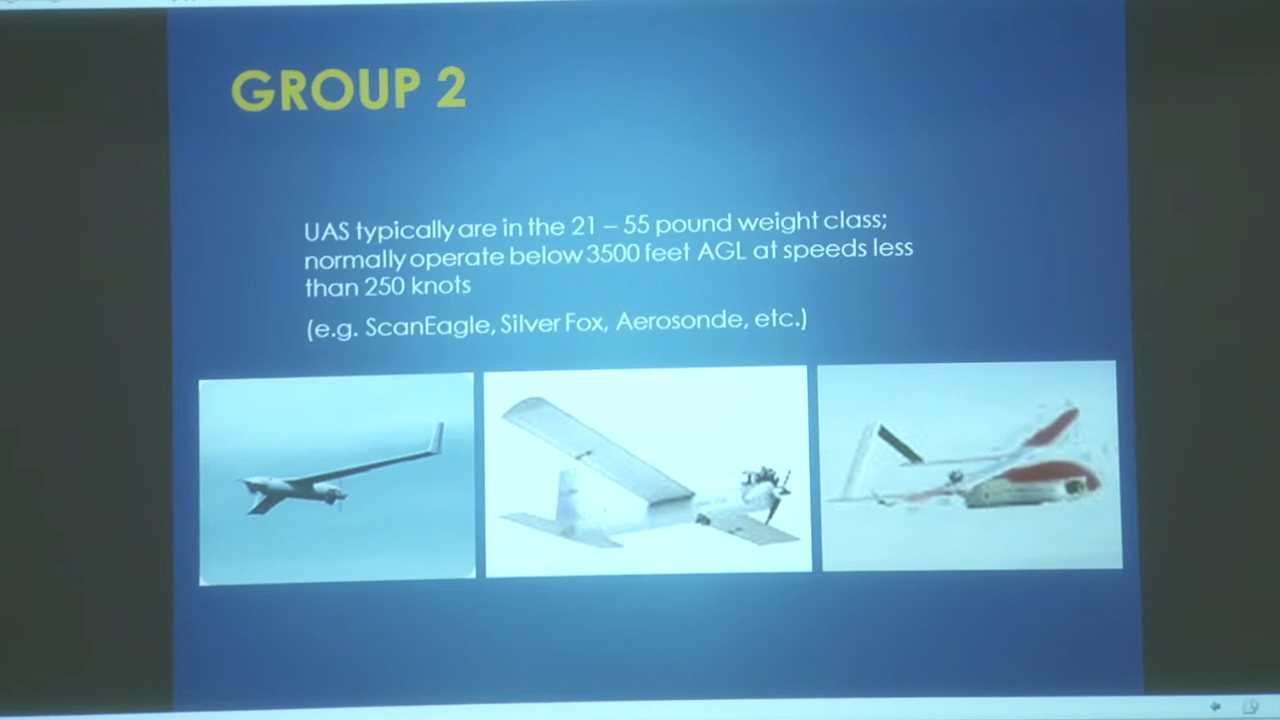 GROUP 2
UAS typically are in the 21 – 55 pound weight class;
normally operate below 3500 feet AGL at speeds less
than 250 knots
(e.g. ScanEagle, Silver Fox, Aerosonde, etc.)